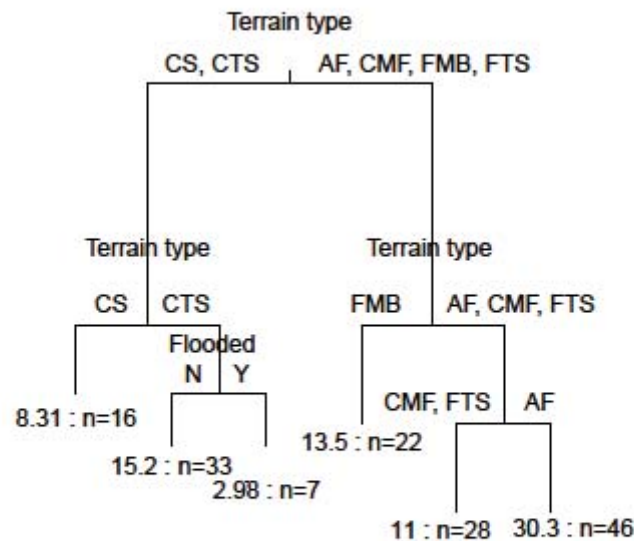 Terrain type
CS, CTS AF, CMF, FMB, FTS
Terrain type Terrain type
CS CTS FMB AF, CMF, FTS
Flooded
N Y CMF, FTS AF
8.31 : n=16
13.5 : n=22
15.2 : n=33
2.98 : n=7
11 : n=28 30.3 : n=46